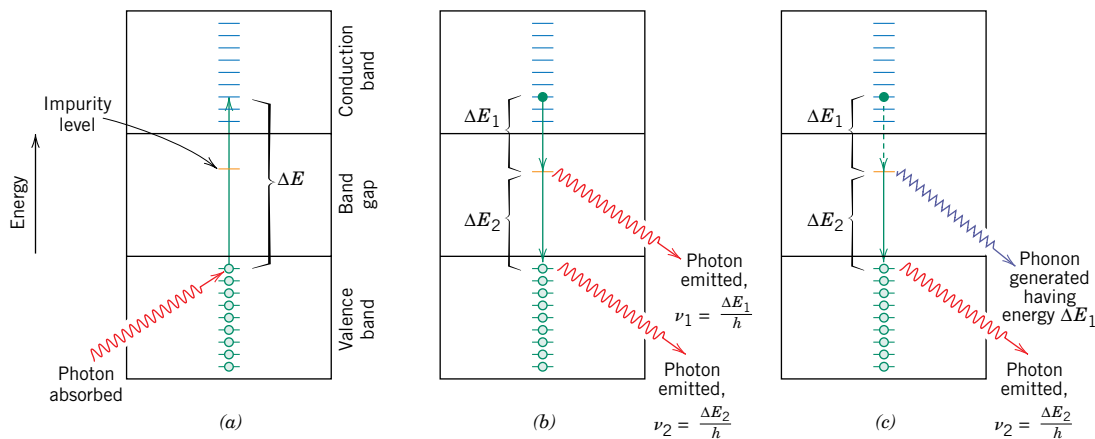 Energy
Impurity
level
ΔE
Conduction
band
Band
gap
Valence
band
Photon
absorbed
(a)
ΔE₁
ΔE₂
Photon
emitted,
ν₁ = ΔE₁/h
Photon
emitted,
ν₂ = ΔE₂/h
(b)
ΔE₁
ΔE₂
Phonon
generated
having
energy ΔE₁
Photon
emitted,
ν₂ = ΔE₂/h
(c)